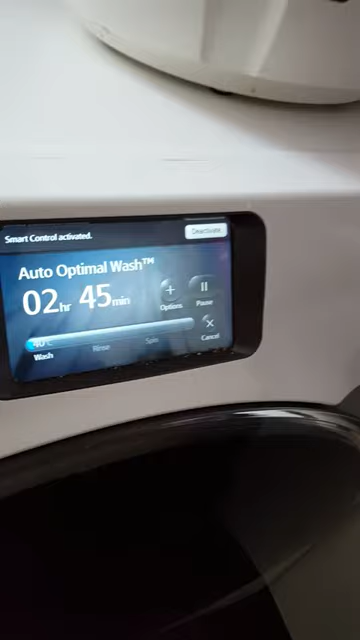 Smart Control activated.
Deactivate
Auto Optimal Wash™
02hr 45min
Options
Pause
40°C
Wash
Rinse
Spin
Cancel